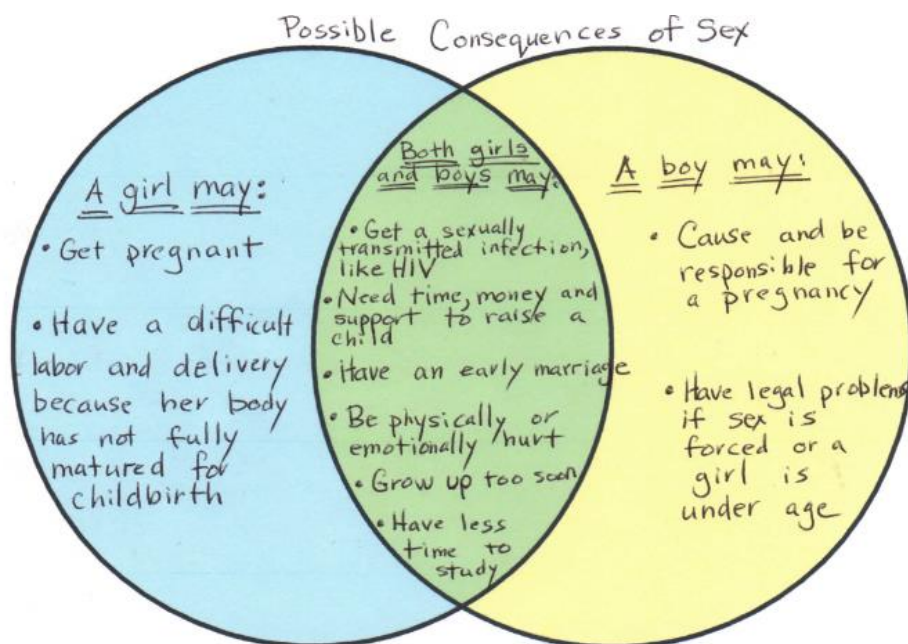 Possible Consequences of Sex
A girl may:
• Get pregnant
• Have a difficult
labor and delivery
because her body
has not fully
matured for
childbirth
Both girls
and boys may:
• Get a sexually
transmitted infection,
like HIV
• Need time, money and
support to raise a
child
• Have an early marriage
• Be physically or
emotionally hurt
• Grow up too soon
• Have less
time to
study
A boy may:
• Cause and be
responsible for
a pregnancy
• Have legal problems
if sex is
forced or a
girl is
under age